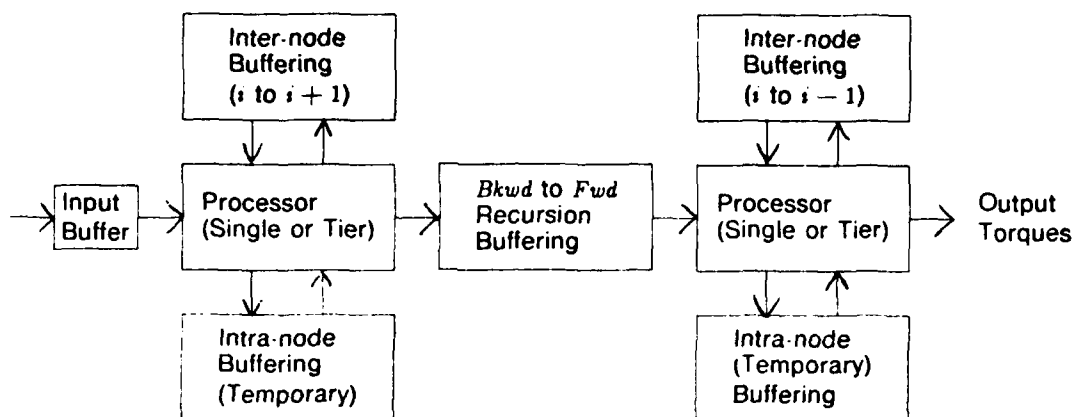 Inter-node
Buffering
(i to i + 1)
Inter-node
Buffering
(i to i − 1)
Input
Buffer
Processor
(Single or Tier)
Bkwd to Fwd
Recursion
Buffering
Processor
(Single or Tier)
Output
Torques
Intra-node
Buffering
(Temporary)
Intra-node
(Temporary)
Buffering